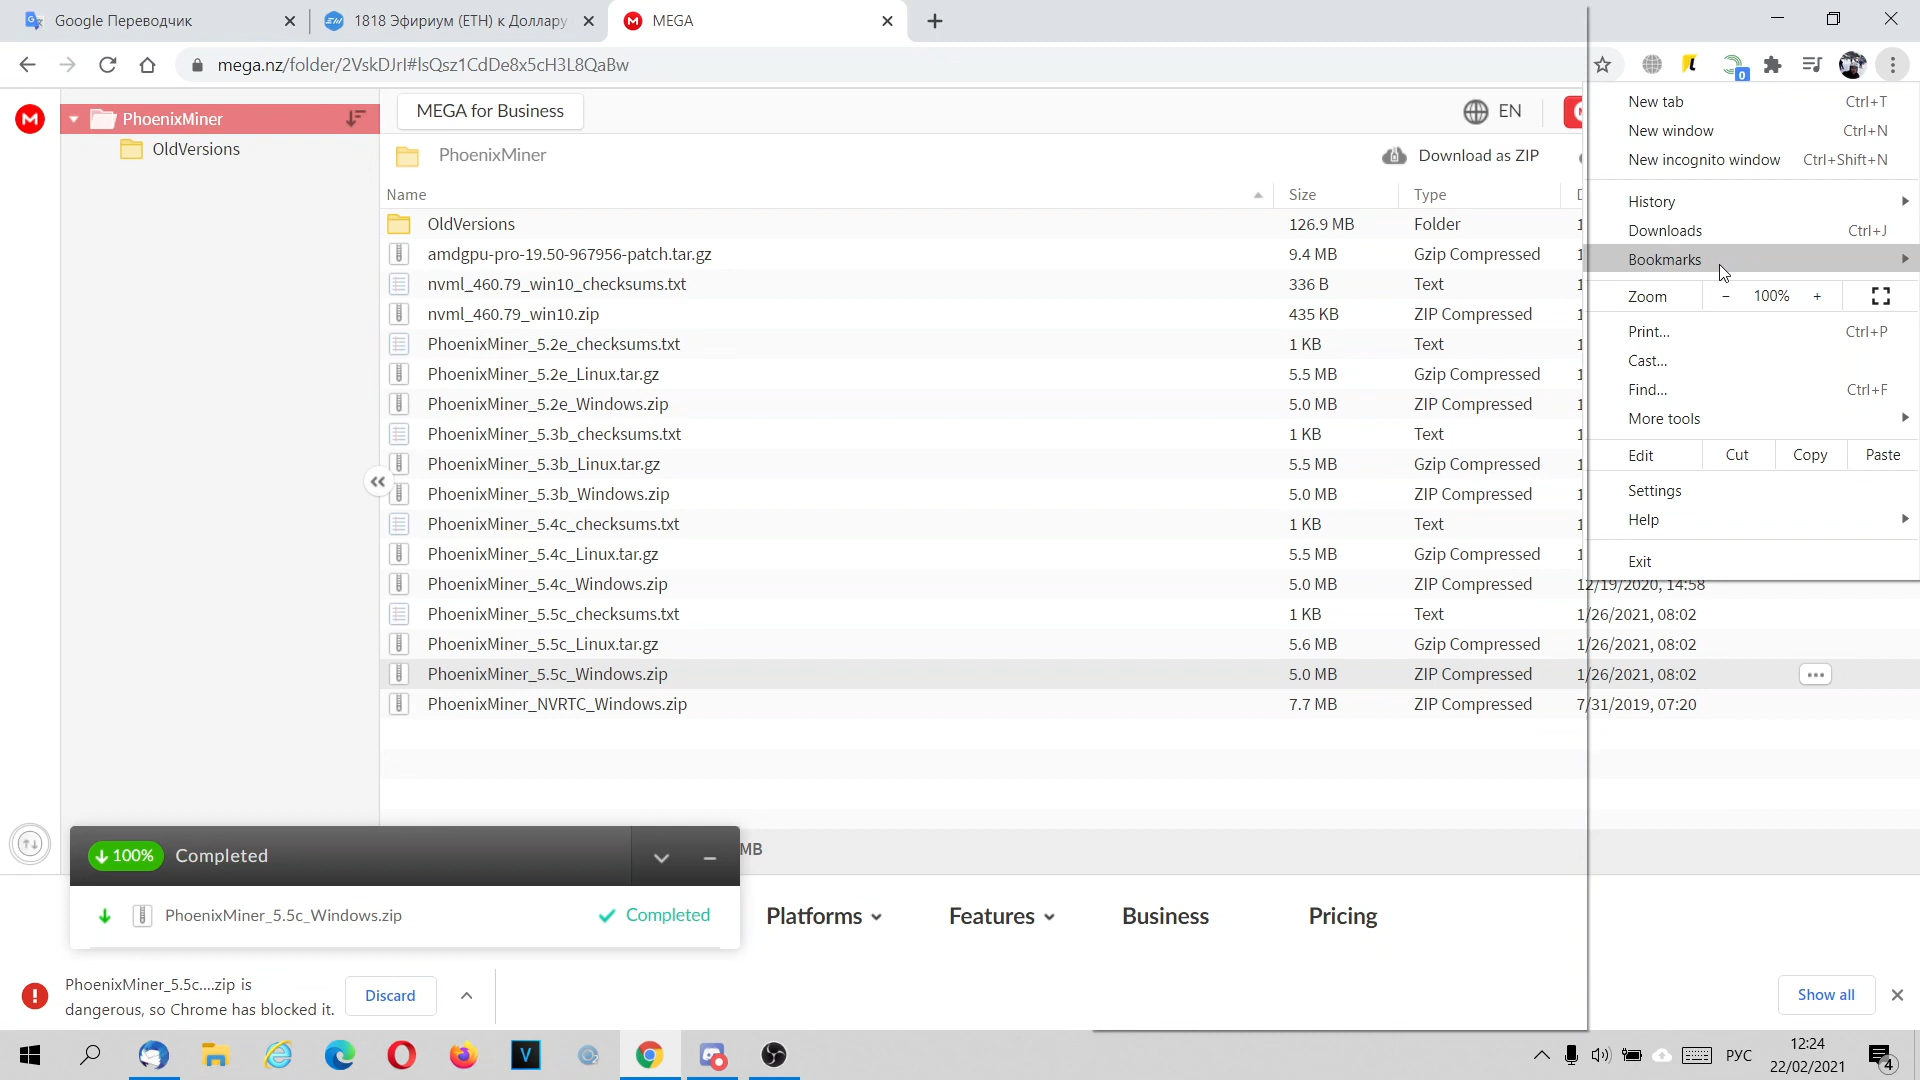 Google Переводчик
1818 Эфириум (ETH) к Доллару
MEGA
mega.nz/folder/2VskDJrI#lsQsz1CdDe8x5cH3L8QaBw
0
PhoenixMiner
OldVersions
MEGA for Business
EN
PhoenixMiner
Download as ZIP
Name Size Type
OldVersions 126.9 MB Folder
amdgpu-pro-19.50-967956-patch.tar.gz 9.4 MB Gzip Compressed
nvml_460.79_win10_checksums.txt 336 B Text
nvml_460.79_win10.zip 435 KB ZIP Compressed
PhoenixMiner_5.2e_checksums.txt 1 KB Text
PhoenixMiner_5.2e_Linux.tar.gz 5.5 MB Gzip Compressed
PhoenixMiner_5.2e_Windows.zip 5.0 MB ZIP Compressed
PhoenixMiner_5.3b_checksums.txt 1 KB Text
PhoenixMiner_5.3b_Linux.tar.gz 5.5 MB Gzip Compressed
PhoenixMiner_5.3b_Windows.zip 5.0 MB ZIP Compressed
PhoenixMiner_5.4c_checksums.txt 1 KB Text
PhoenixMiner_5.4c_Linux.tar.gz 5.5 MB Gzip Compressed
PhoenixMiner_5.4c_Windows.zip 5.0 MB ZIP Compressed 12/19/2020, 14:58
PhoenixMiner_5.5c_checksums.txt 1 KB Text 1/26/2021, 08:02
PhoenixMiner_5.5c_Linux.tar.gz 5.6 MB Gzip Compressed 1/26/2021, 08:02
PhoenixMiner_5.5c_Windows.zip 5.0 MB ZIP Compressed 1/26/2021, 08:02
PhoenixMiner_NVRTC_Windows.zip 7.7 MB ZIP Compressed 7/31/2019, 07:20
New tab Ctrl+T
New window Ctrl+N
New incognito window Ctrl+Shift+N
History
Downloads Ctrl+J
Bookmarks
Zoom - 100% +
Print... Ctrl+P
Cast...
Find... Ctrl+F
More tools
Edit Cut Copy Paste
Settings
Help
Exit
100% Completed
MB
PhoenixMiner_5.5c_Windows.zip Completed
Platforms Features Business Pricing
PhoenixMiner_5.5c....zip is
dangerous, so Chrome has blocked it.
Discard
Show all
РУС
12:24
22/02/2021
4